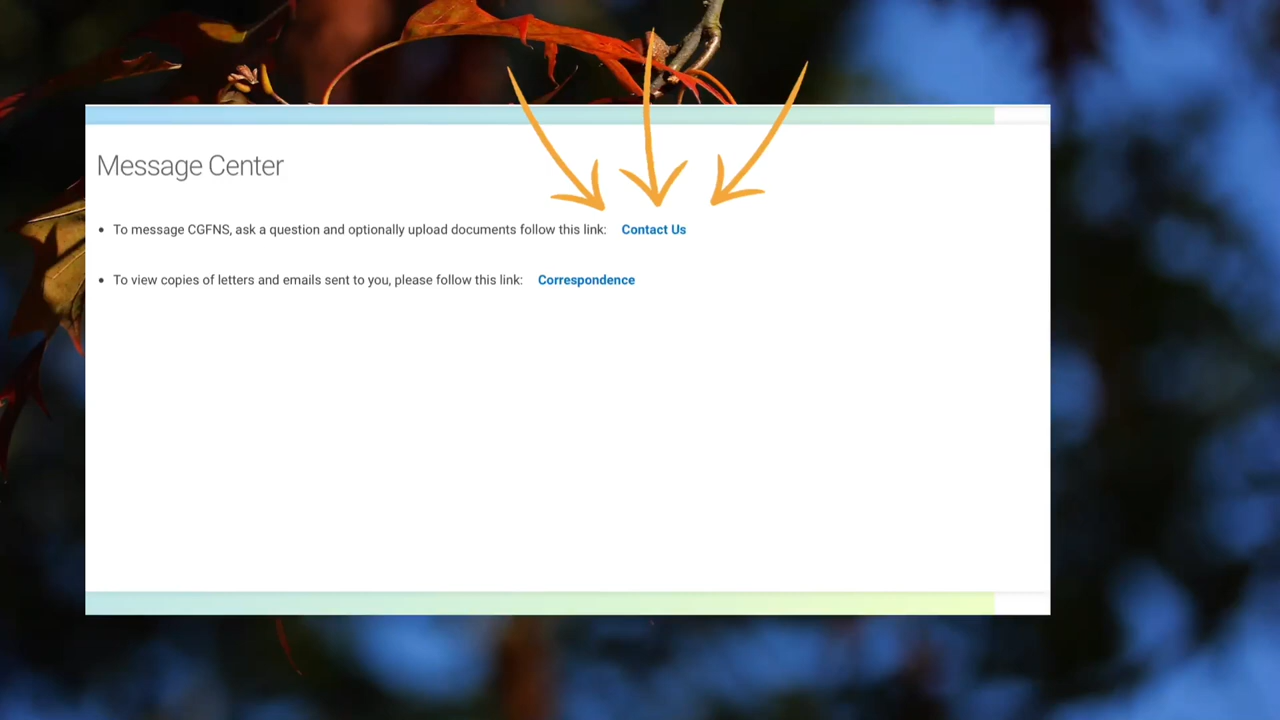 Message Center
To message CGFNS, ask a question and optionally upload documents follow this link: Contact Us
To view copies of letters and emails sent to you, please follow this link: Correspondence